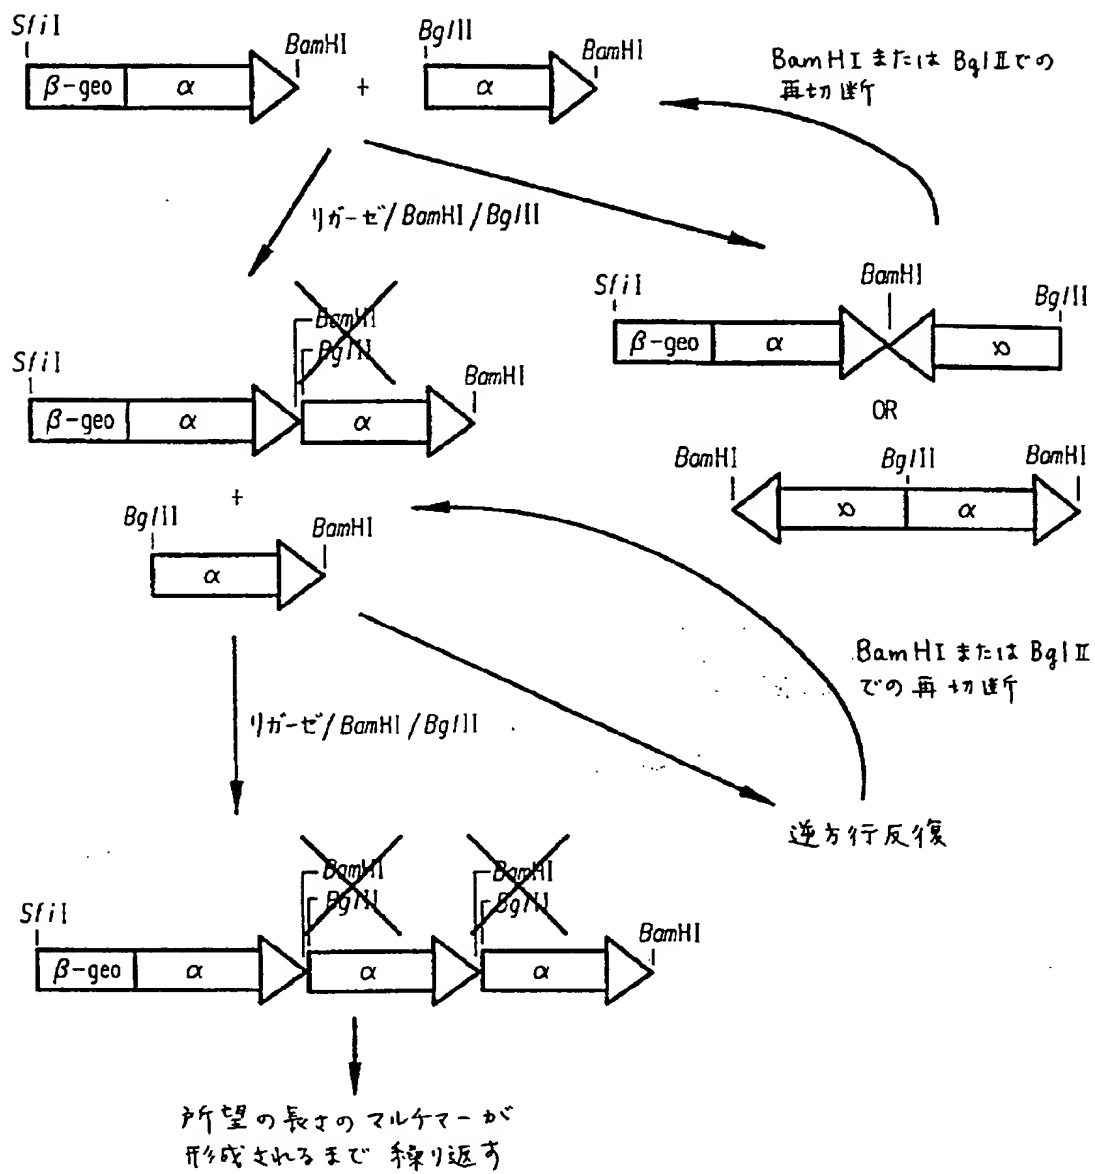 SfiI
BamHI
BglII
BamHI
β-geo
α
+
α
BamHIまたはBglⅡでの
再切断
リガーゼ/BamHI/BglII
BamHI
BglII
SfiI
BamHI
β-geo
α
α
SfiI
BamHI
BglII
β-geo
α
α
OR
BamHI
BglII
BamHI
α
α
+
BglII
BamHI
α
BamHIまたはBglⅡ
での再切断
リガーゼ/BamHI/BglII
逆方行反復
BamHI
BglII
BamHI
BglII
SfiI
BamHI
β-geo
α
α
α
所望の長さのマルチマーが
形成されるまで繰り返す